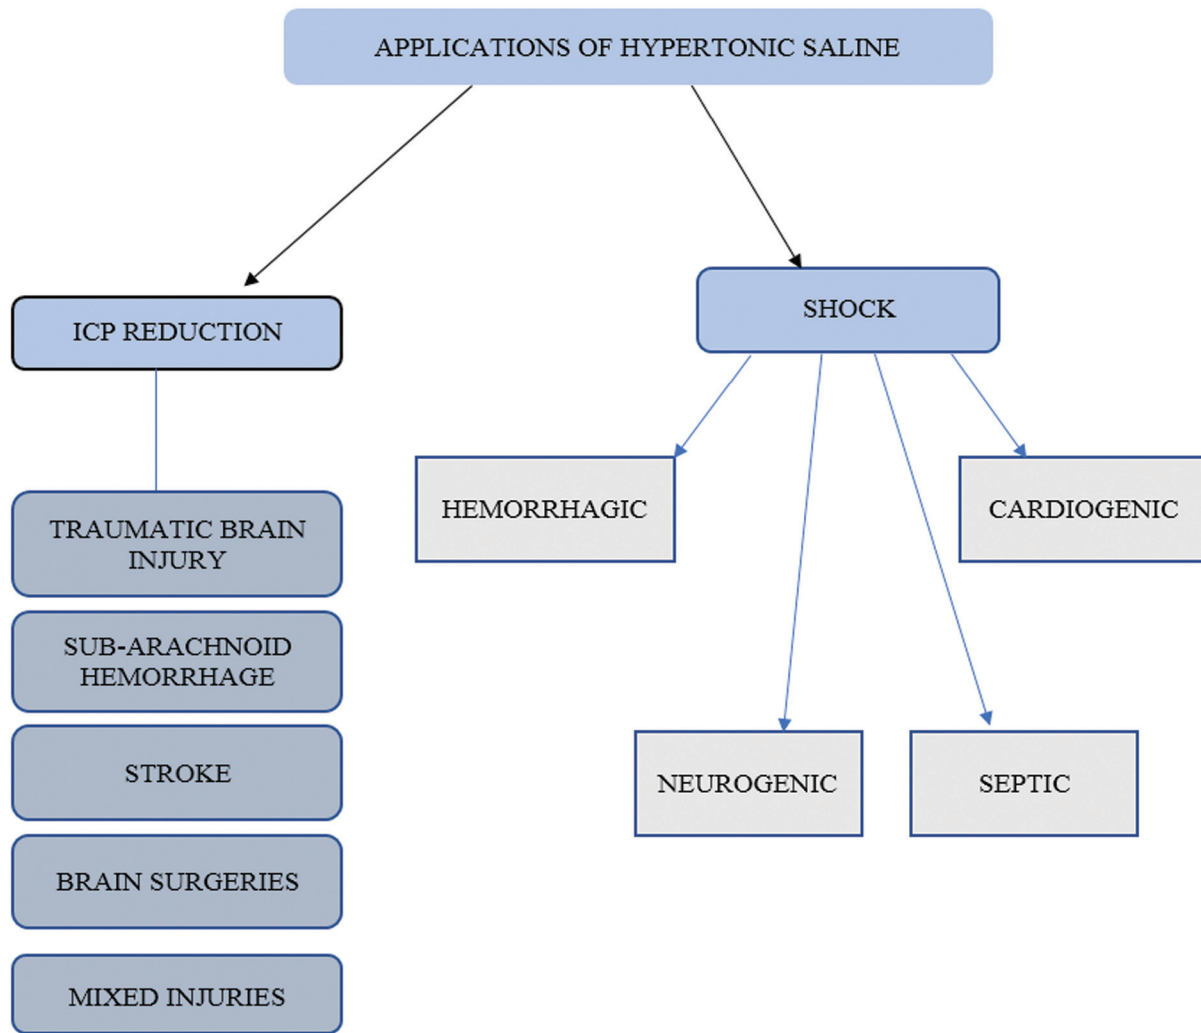 APPLICATIONS OF HYPERTONIC SALINE
ICP REDUCTION
TRAUMATIC BRAIN
INJURY
SUB-ARACHNOID
HEMORRHAGE
STROKE
BRAIN SURGERIES
MIXED INJURIES
SHOCK
HEMORRHAGIC
CARDIOGENIC
NEUROGENIC
SEPTIC